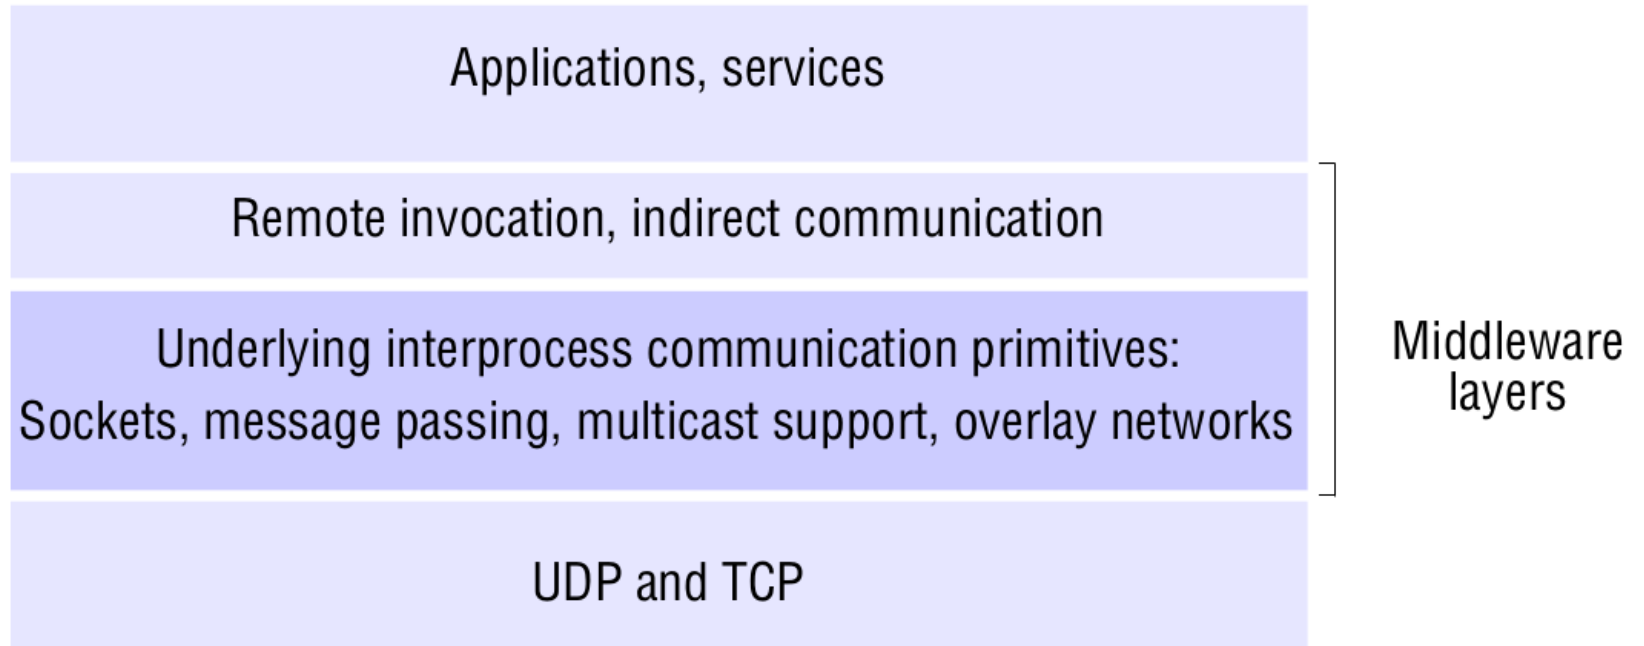 Applications, services
Remote invocation, indirect communication
Underlying interprocess communication primitives:
Sockets, message passing, multicast support, overlay networks
UDP and TCP
Middleware
layers